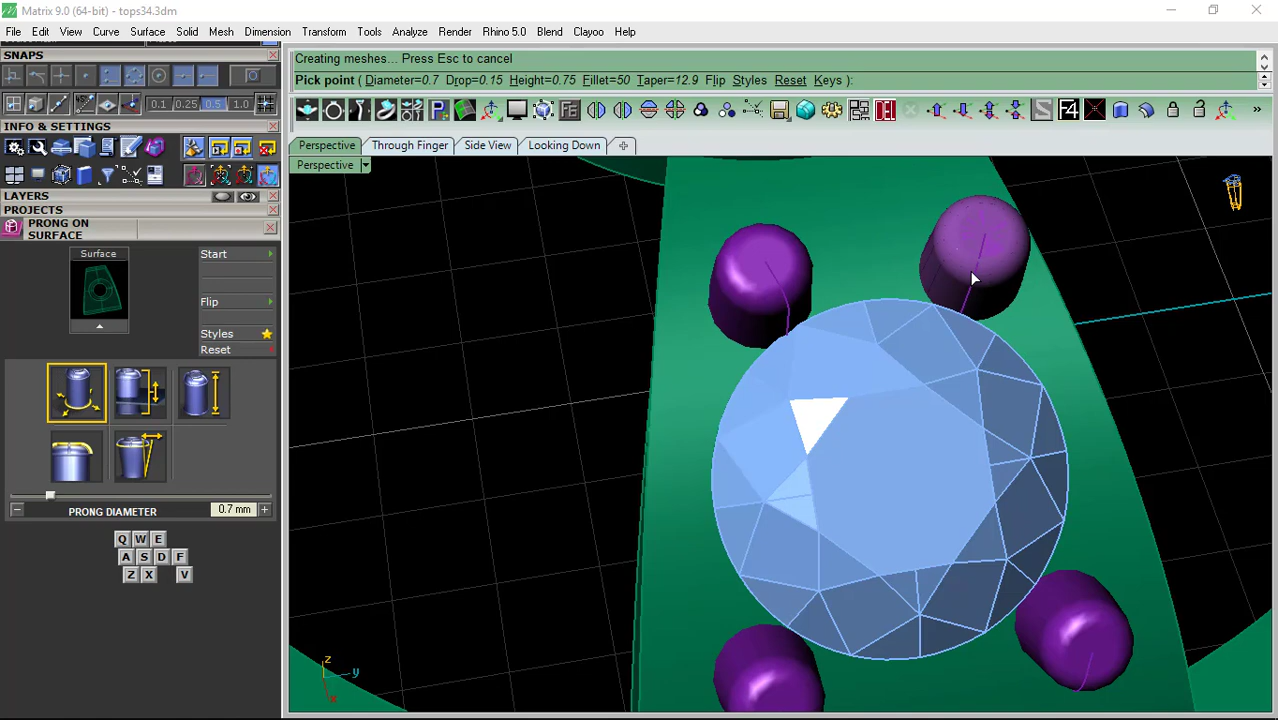 Matrix 9.0 (64-bit) - tops34.3dm
File Edit View Curve Surface Solid Mesh Dimension Transform Tools Analyze Render Rhino 5.0 Blend Clayoo Help
SNAPS
0.1 0.25 0.5 1.0
INFO & SETTINGS
LAYERS
PROJECTS
PRONG ON
SURFACE
Surface
Start
Flip
Styles
Reset
PRONG DIAMETER 0.7 mm
Q W E
A S D F
Z X V
Creating meshes... Press Esc to cancel
Pick point ( Diameter=0.7 Drop=0.15 Height=0.75 Fillet=50 Taper=12.9 Flip Styles Reset Keys ):
P FE S F4
Perspective Through Finger Side View Looking Down
Perspective
z
y
x